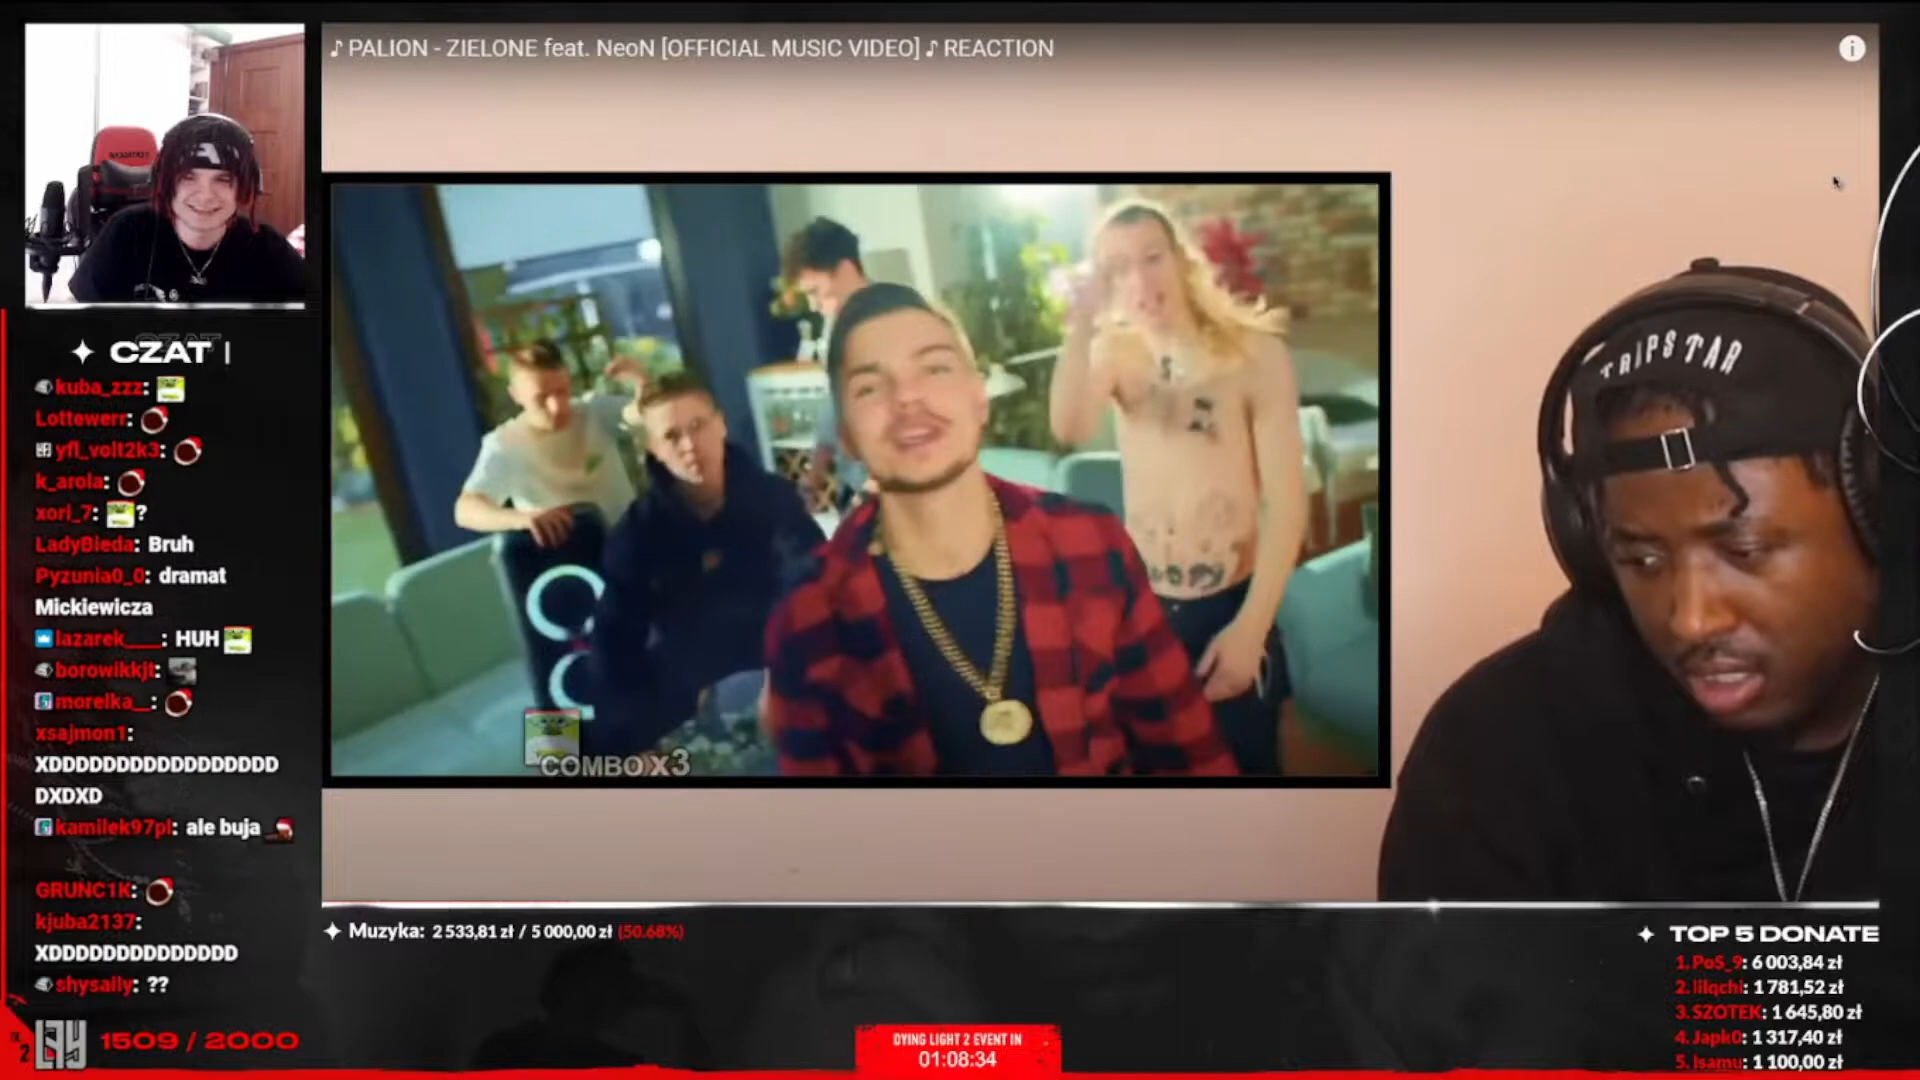 ♪ PALION - ZIELONE feat. NeoN [OFFICIAL MUSIC VIDEO] ♪ REACTION
TRIPSTAR
CZAT
kuba_zzz:
Lottewerr:
yfl_volt2k3:
k_arola:
xori_7: ?
LadyBieda: Bruh
Pyzunia0_0: dramat
Mickiewicza
lazarek____: HUH
borowikkjt:
morelka__:
xsajmon1:
XDDDDDDDDDDDDDDDDD
DXDXD
kamilek97pl: ale buja
GRUNC1K:
kjuba2137:
XDDDDDDDDDDDDDD
shysally: ??
COMBO x3
Muzyka: 2 533,81 zł / 5 000,00 zł (50.68%)
TOP 5 DONATE
1. PoS_9: 6 003,84 zł
2. lilqchi: 1 781,52 zł
3. SZOTEK: 1 645,80 zł
4. Japk0: 1 317,40 zł
5. Isamu: 1 100,00 zł
1509 / 2000
DYING LIGHT 2 EVENT IN
01:08:34